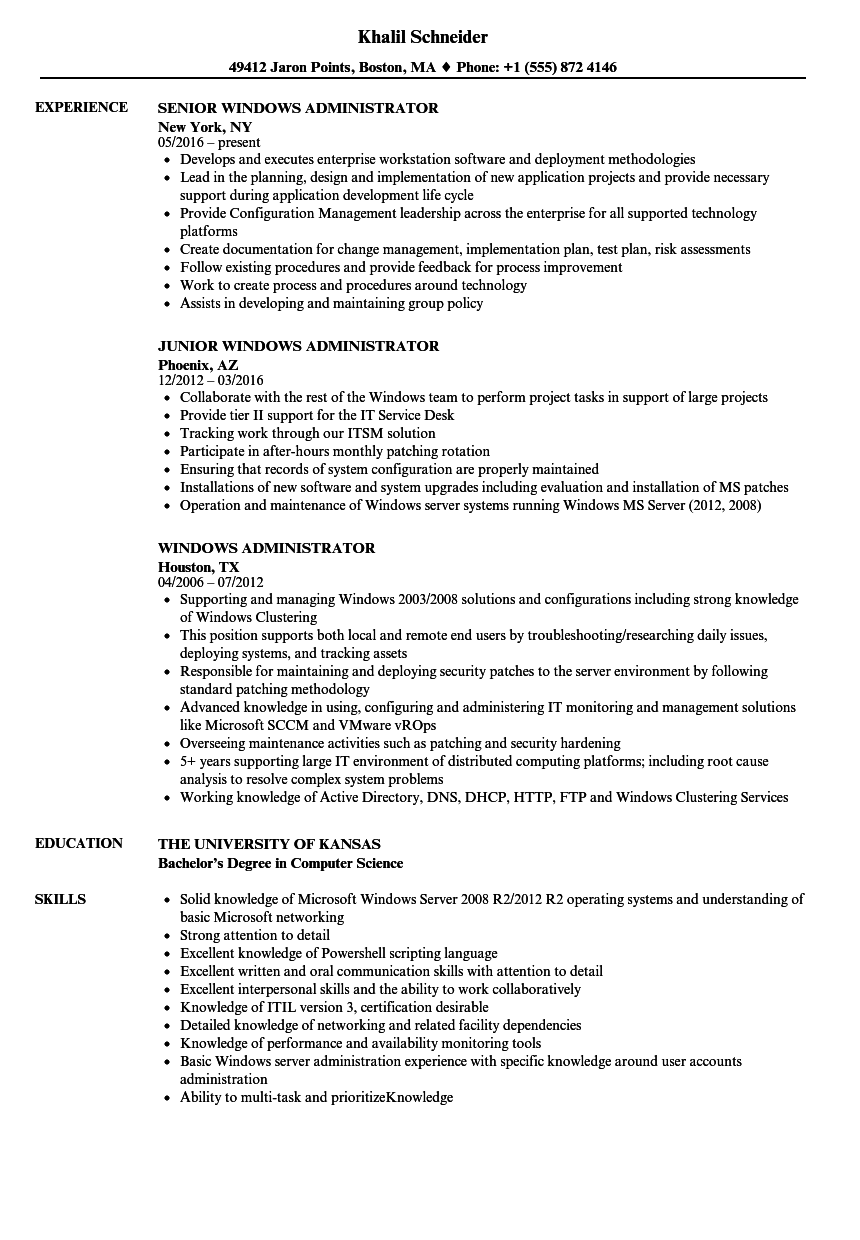 Khalil Schneider
49412 Jaron Points, Boston, MA ♦ Phone: +1 (555) 872 4146
EXPERIENCE
SENIOR WINDOWS ADMINISTRATOR
New York, NY
05/2016 – present
• Develops and executes enterprise workstation software and deployment methodologies
• Lead in the planning, design and implementation of new application projects and provide necessary
support during application development life cycle
• Provide Configuration Management leadership across the enterprise for all supported technology
platforms
• Create documentation for change management, implementation plan, test plan, risk assessments
• Follow existing procedures and provide feedback for process improvement
• Work to create process and procedures around technology
• Assists in developing and maintaining group policy
JUNIOR WINDOWS ADMINISTRATOR
Phoenix, AZ
12/2012 – 03/2016
• Collaborate with the rest of the Windows team to perform project tasks in support of large projects
• Provide tier II support for the IT Service Desk
• Tracking work through our ITSM solution
• Participate in after-hours monthly patching rotation
• Ensuring that records of system configuration are properly maintained
• Installations of new software and system upgrades including evaluation and installation of MS patches
• Operation and maintenance of Windows server systems running Windows MS Server (2012, 2008)
WINDOWS ADMINISTRATOR
Houston, TX
04/2006 – 07/2012
• Supporting and managing Windows 2003/2008 solutions and configurations including strong knowledge
of Windows Clustering
• This position supports both local and remote end users by troubleshooting/researching daily issues,
deploying systems, and tracking assets
• Responsible for maintaining and deploying security patches to the server environment by following
standard patching methodology
• Advanced knowledge in using, configuring and administering IT monitoring and management solutions
like Microsoft SCCM and VMware vROps
• Overseeing maintenance activities such as patching and security hardening
• 5+ years supporting large IT environment of distributed computing platforms; including root cause
analysis to resolve complex system problems
• Working knowledge of Active Directory, DNS, DHCP, HTTP, FTP and Windows Clustering Services
EDUCATION
THE UNIVERSITY OF KANSAS
Bachelor's Degree in Computer Science
SKILLS
• Solid knowledge of Microsoft Windows Server 2008 R2/2012 R2 operating systems and understanding of
basic Microsoft networking
• Strong attention to detail
• Excellent knowledge of Powershell scripting language
• Excellent written and oral communication skills with attention to detail
• Excellent interpersonal skills and the ability to work collaboratively
• Knowledge of ITIL version 3, certification desirable
• Detailed knowledge of networking and related facility dependencies
• Knowledge of performance and availability monitoring tools
• Basic Windows server administration experience with specific knowledge around user accounts
administration
• Ability to multi-task and prioritizeKnowledge